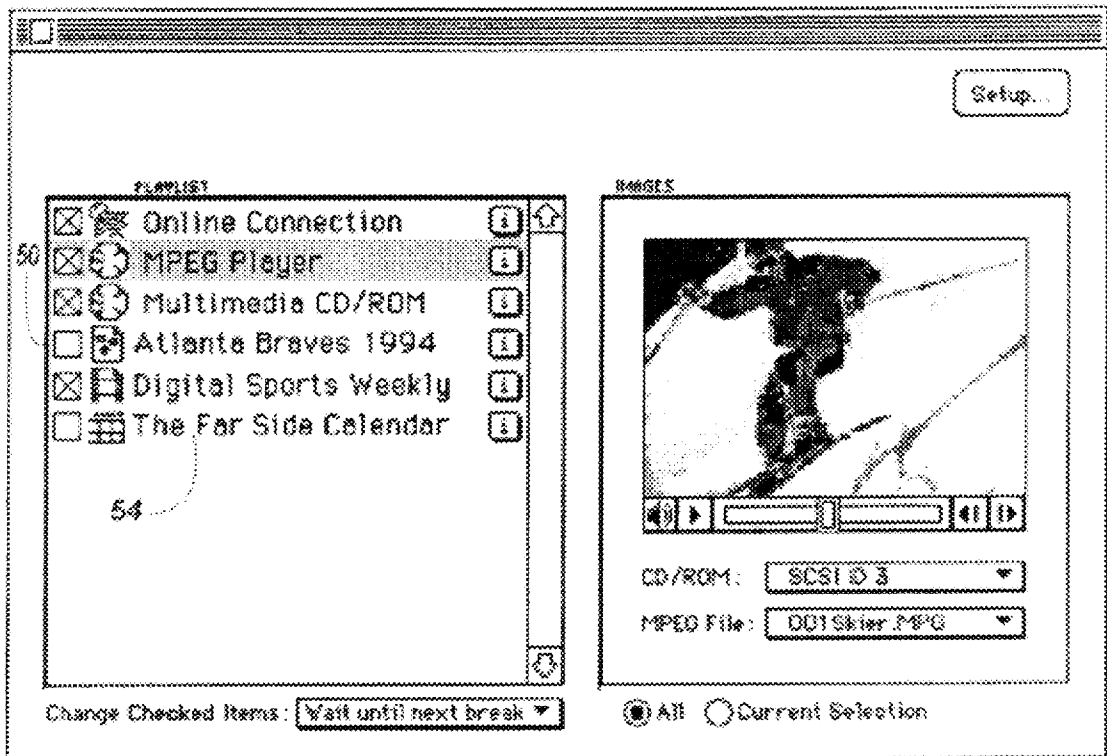 Setup...
PLAYLIST
Online Connection
50
MPEG Player
Multimedia CD/ROM
Atlanta Braves 1994
Digital Sports Weekly
The Far Side Calendar
54
Change Checked Items: Wait until next break
IMAGES
CD/ROM: SCSI ID 3
MPEG File: 001Skier.MPG
All Current Selection